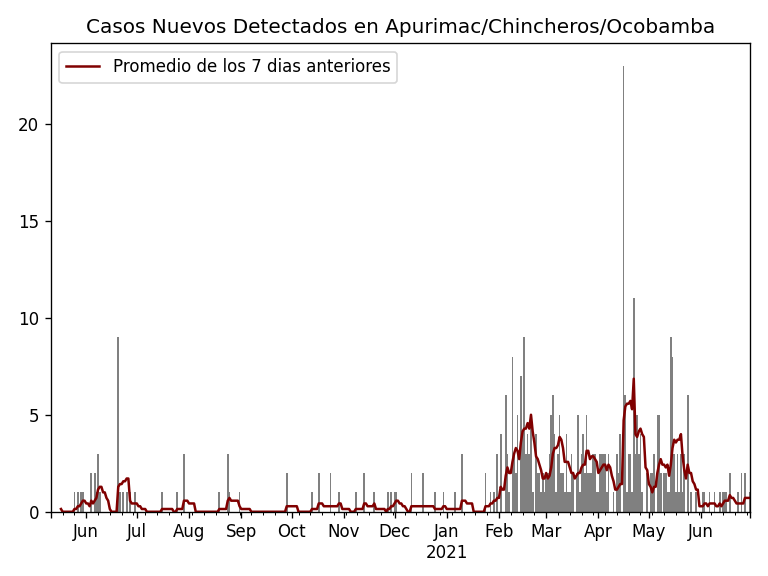 Casos Nuevos Detectados en Apurimac/Chincheros/Ocobamba
Promedio de los 7 dias anteriores
20
15
10
5
0
Jun Jul Aug Sep Oct Nov Dec Jan Feb Mar Apr May Jun
2021